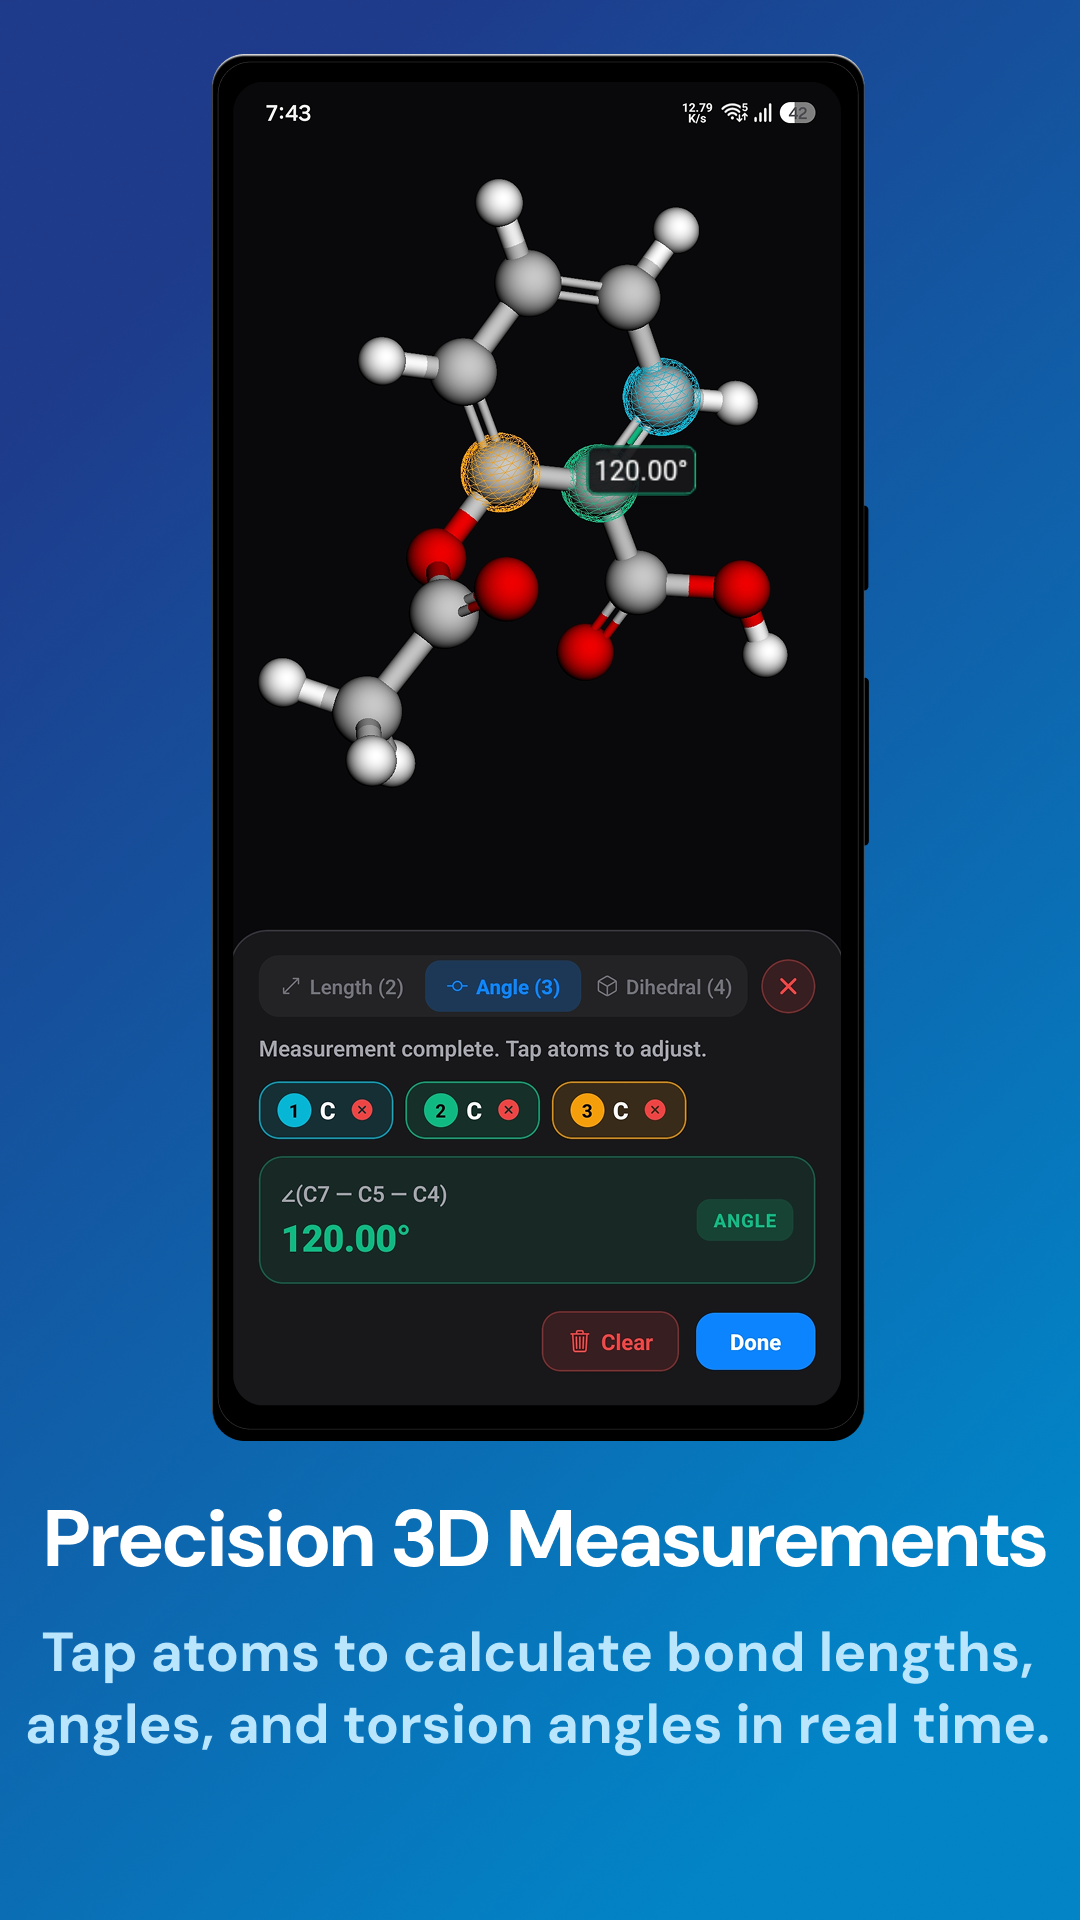 7:43
12.79
K/s
5
42
120.00°
Length (2)
Angle (3)
Dihedral (4)
Measurement complete. Tap atoms to adjust.
1 C
2 C
3 C
∠(C7 — C5 — C4)
120.00°
ANGLE
Clear
Done
Precision 3D Measurements
Tap atoms to calculate bond lengths,
angles, and torsion angles in real time.